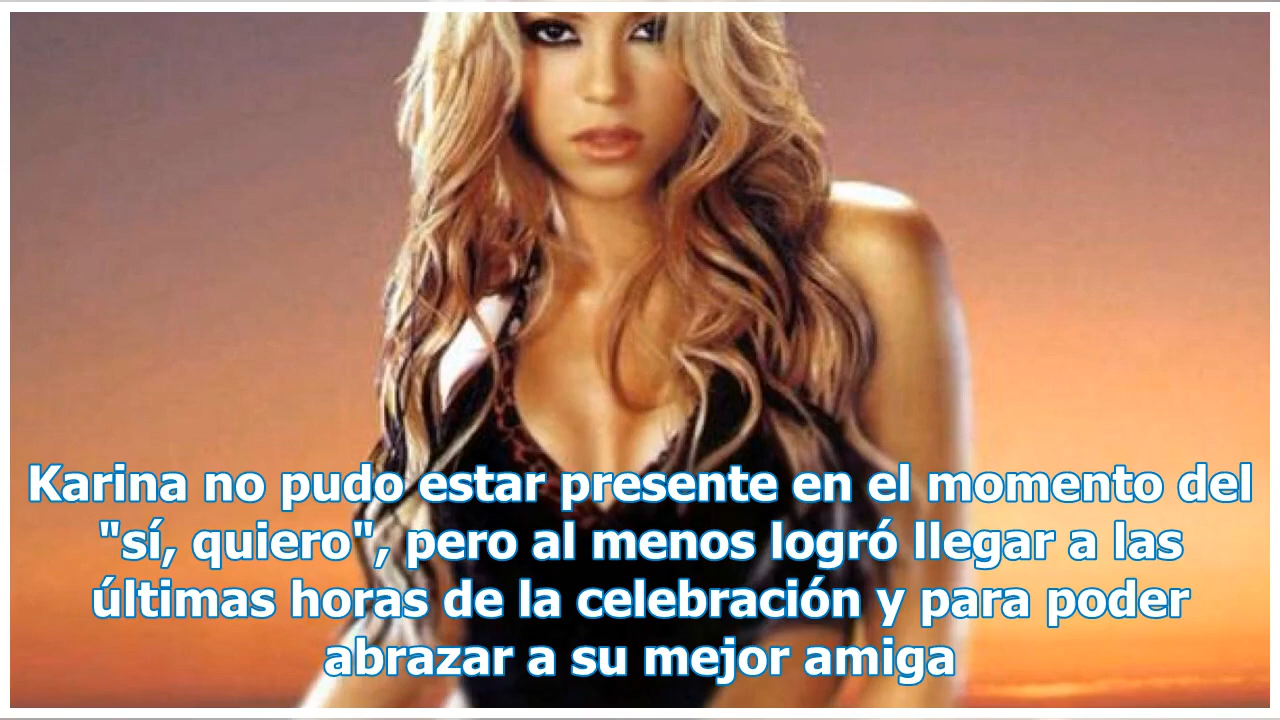 Karina no pudo estar presente en el momento del
"sí, quiero", pero al menos logró llegar a las
últimas horas de la celebración y para poder
abrazar a su mejor amiga